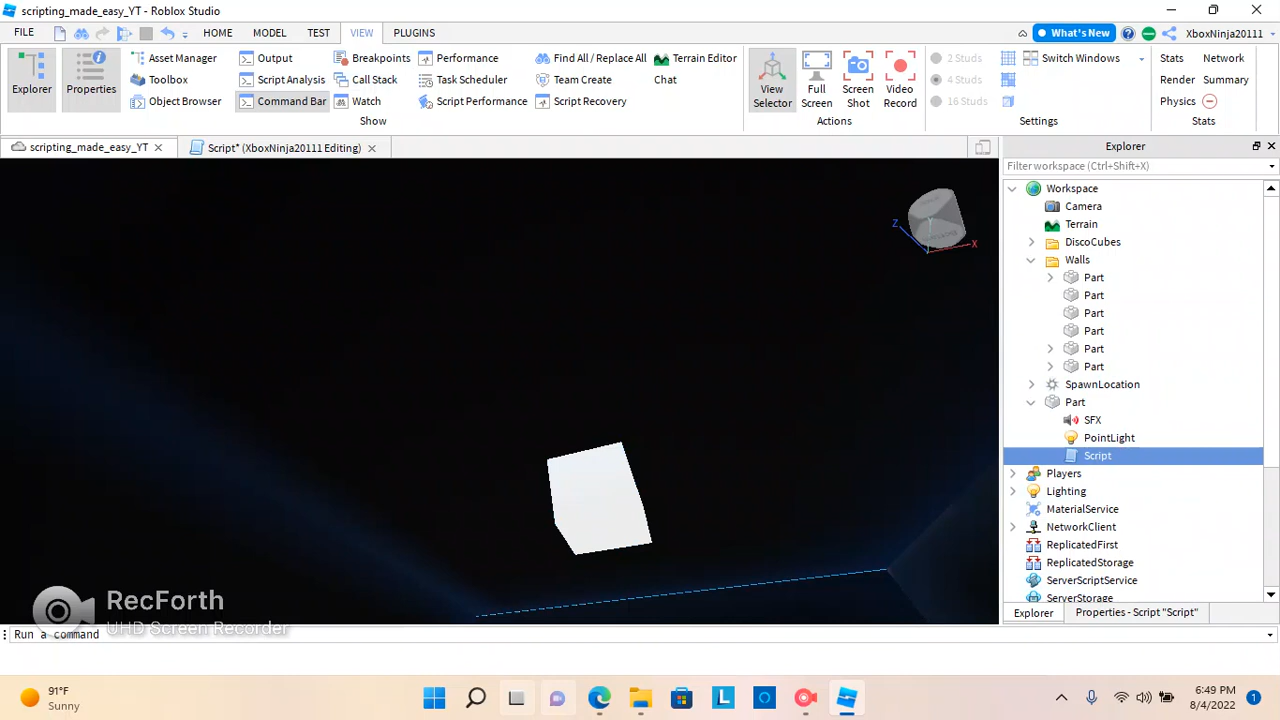 scripting_made_easy_YT - Roblox Studio
FILE HOME MODEL TEST VIEW PLUGINS What's New XboxNinja20111
Explorer
Properties
Asset Manager
Toolbox
Object Browser
Output
Script Analysis
Command Bar
Breakpoints
Call Stack
Watch
Performance
Task Scheduler
Script Performance
Find All / Replace All
Team Create
Script Recovery
Terrain Editor
Chat
Show
View Selector
Full Screen
Screen Shot
Video Record
Actions
2 Studs
4 Studs
16 Studs
Switch Windows
Settings
Stats Network
Render Summary
Physics
Stats
scripting_made_easy_YT
Script* (XboxNinja20111 Editing)
Z
X
Explorer
Filter workspace (Ctrl+Shift+X)
Workspace
Camera
Terrain
DiscoCubes
Walls
Part
Part
Part
Part
Part
Part
SpawnLocation
Part
SFX
PointLight
Script
Players
Lighting
MaterialService
NetworkClient
ReplicatedFirst
ReplicatedStorage
ServerScriptService
ServerStorage
Explorer
Properties - Script "Script"
RecForth
UHD Screen Recorder
Run a command
91°F
Sunny
L
6:49 PM
8/4/2022
1